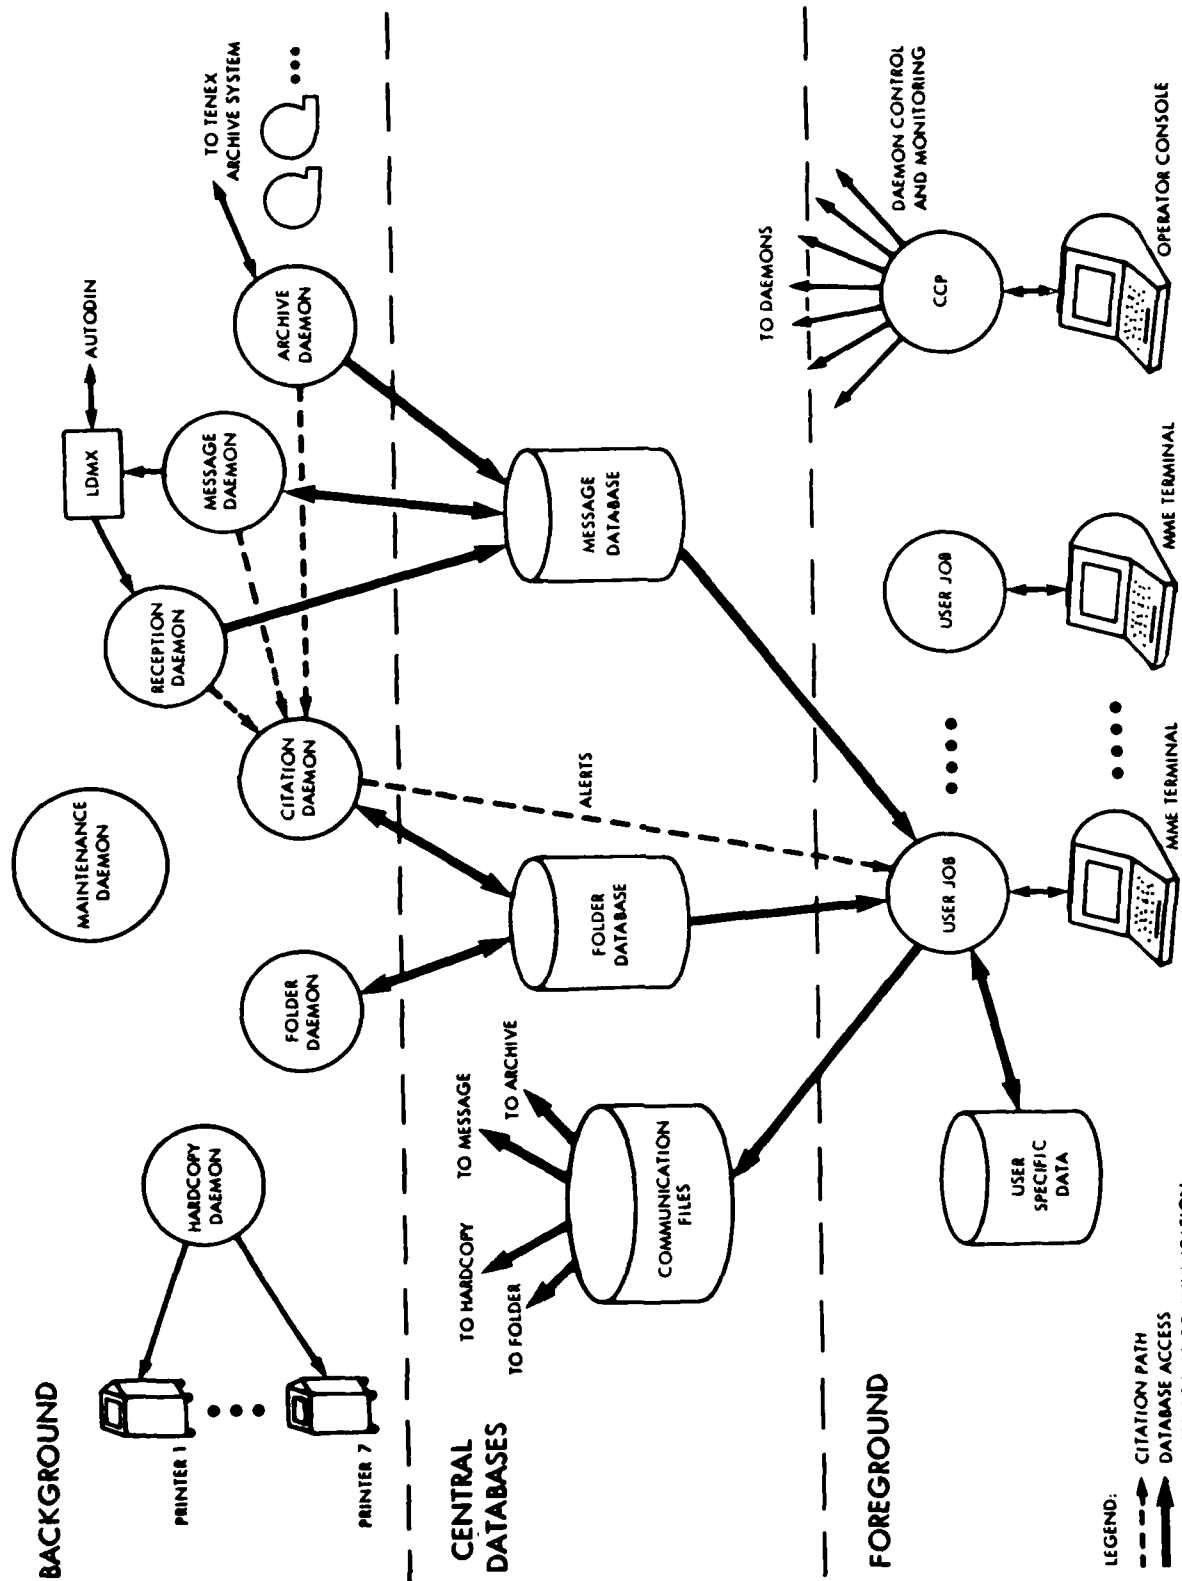 BACKGROUND
PRINTER 1
PRINTER 7
HARDCOPY
DAEMON
MAINTENANCE
DAEMON
FOLDER
DAEMON
CITATION
DAEMON
RECEPTION
DAEMON
LDMX
AUTODIN
MESSAGE
DAEMON
ARCHIVE
DAEMON
TO TENEX
ARCHIVE SYSTEM
CENTRAL
DATABASES
TO FOLDER
TO HARDCOPY
TO MESSAGE
TO ARCHIVE
COMMUNICATION
FILES
FOLDER
DATABASE
ALERTS
MESSAGE
DATABASE
FOREGROUND
USER
SPECIFIC
DATA
USER JOB
MME TERMINAL
USER JOB
MME TERMINAL
TO DAEMONS
DAEMON CONTROL
AND MONITORING
CCP
OPERATOR CONSOLE
LEGEND:
CITATION PATH
DATABASE ACCESS